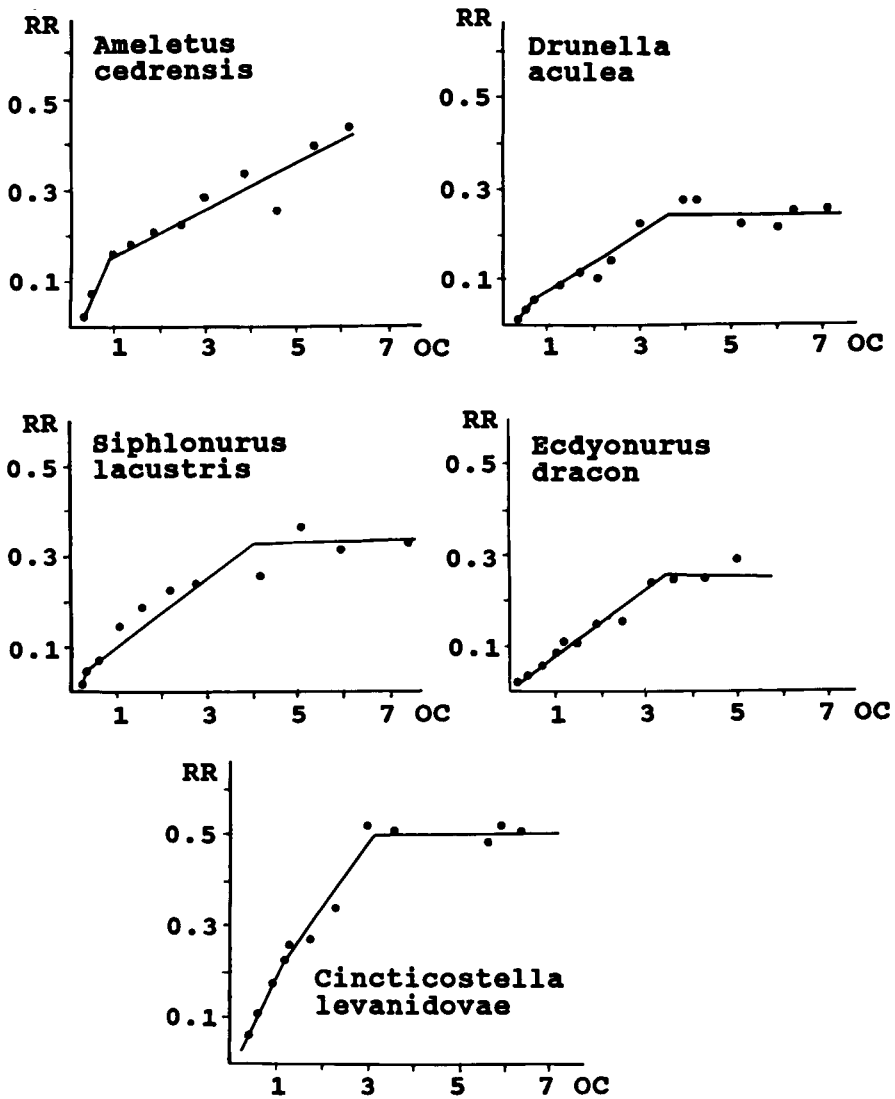 RR
Ameletus
cedrensis
0.5
0.3
0.1
1 3 5 7 OC
RR
Drunella
aculea
0.5
0.3
0.1
1 3 5 7 OC
RR
Siphlonurus
lacustris
0.5
0.3
0.1
1 3 5 7 OC
RR
Ecdyonurus
dracon
0.5
0.3
0.1
1 3 5 7 OC
RR
0.5
0.3
Cincticostella
levanidovae
0.1
1 3 5 7 OC